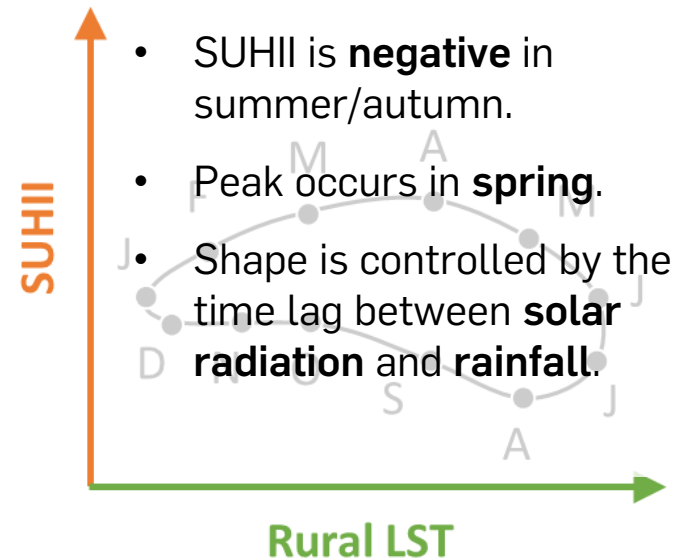 • SUHII is negative in
summer/autumn.
• Peak occurs in spring.
• Shape is controlled by the
time lag between solar
radiation and rainfall.
SUHII
J
F
M
A
M
J
J
A
S
O
N
D
Rural LST